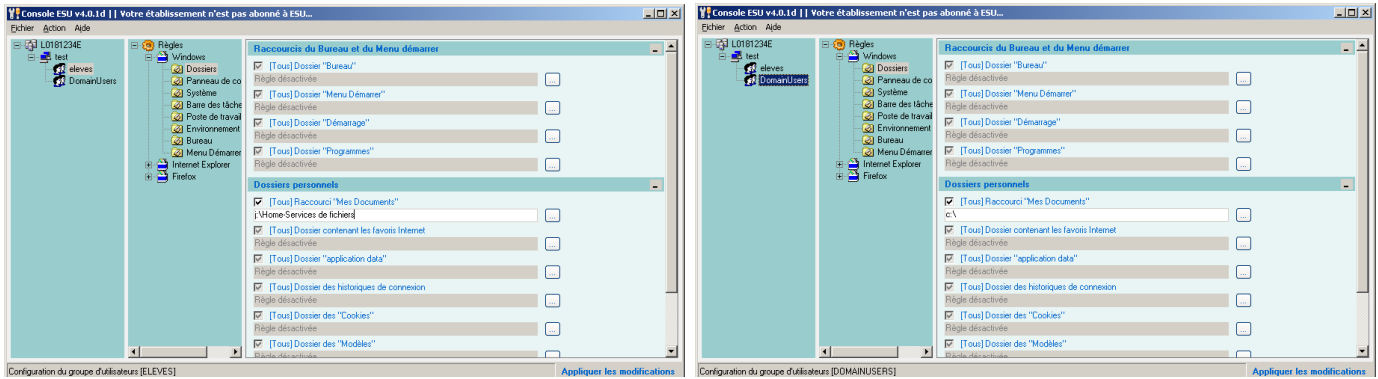 Console ESU v4.0.1d || Votre établissement n'est pas abonné à ESU...
Fichier Action Aide
L0181234E
test
eleves
DomainUsers
Règles
Windows
Dossiers
Panneau de co
Système
Barre des tâche
Poste de travail
Environnement
Bureau
Menu Démarrer
Internet Explorer
Firefox
Raccourcis du Bureau et du Menu démarrer
[Tous] Dossier "Bureau"
Règle désactivée
...
[Tous] Dossier "Menu Démarrer"
Règle désactivée
...
[Tous] Dossier "Démarrage"
Règle désactivée
...
[Tous] Dossier "Programmes"
Règle désactivée
...
Dossiers personnels
[Tous] Raccourci "Mes Documents"
j:\Home-Services de fichiers
...
[Tous] Dossier contenant les favoris Internet
Règle désactivée
...
[Tous] Dossier "application data"
Règle désactivée
...
[Tous] Dossier des historiques de connexion
Règle désactivée
...
[Tous] Dossier des "Cookies"
Règle désactivée
...
[Tous] Dossier des "Modèles"
Règle désactivée
...
Configuration du groupe d'utilisateurs [ELEVES]
Appliquer les modifications
Console ESU v4.0.1d || Votre établissement n'est pas abonné à ESU...
Fichier Action Aide
L0181234E
test
eleves
DomainUsers
Règles
Windows
Dossiers
Panneau de co
Système
Barre des tâche
Poste de travail
Environnement
Bureau
Menu Démarrer
Internet Explorer
Firefox
Raccourcis du Bureau et du Menu démarrer
[Tous] Dossier "Bureau"
Règle désactivée
...
[Tous] Dossier "Menu Démarrer"
Règle désactivée
...
[Tous] Dossier "Démarrage"
Règle désactivée
...
[Tous] Dossier "Programmes"
Règle désactivée
...
Dossiers personnels
[Tous] Raccourci "Mes Documents"
c:\
...
[Tous] Dossier contenant les favoris Internet
Règle désactivée
...
[Tous] Dossier "application data"
Règle désactivée
...
[Tous] Dossier des historiques de connexion
Règle désactivée
...
[Tous] Dossier des "Cookies"
Règle désactivée
...
[Tous] Dossier des "Modèles"
Règle désactivée
...
Configuration du groupe d'utilisateurs [DOMAINUSERS]
Appliquer les modifications